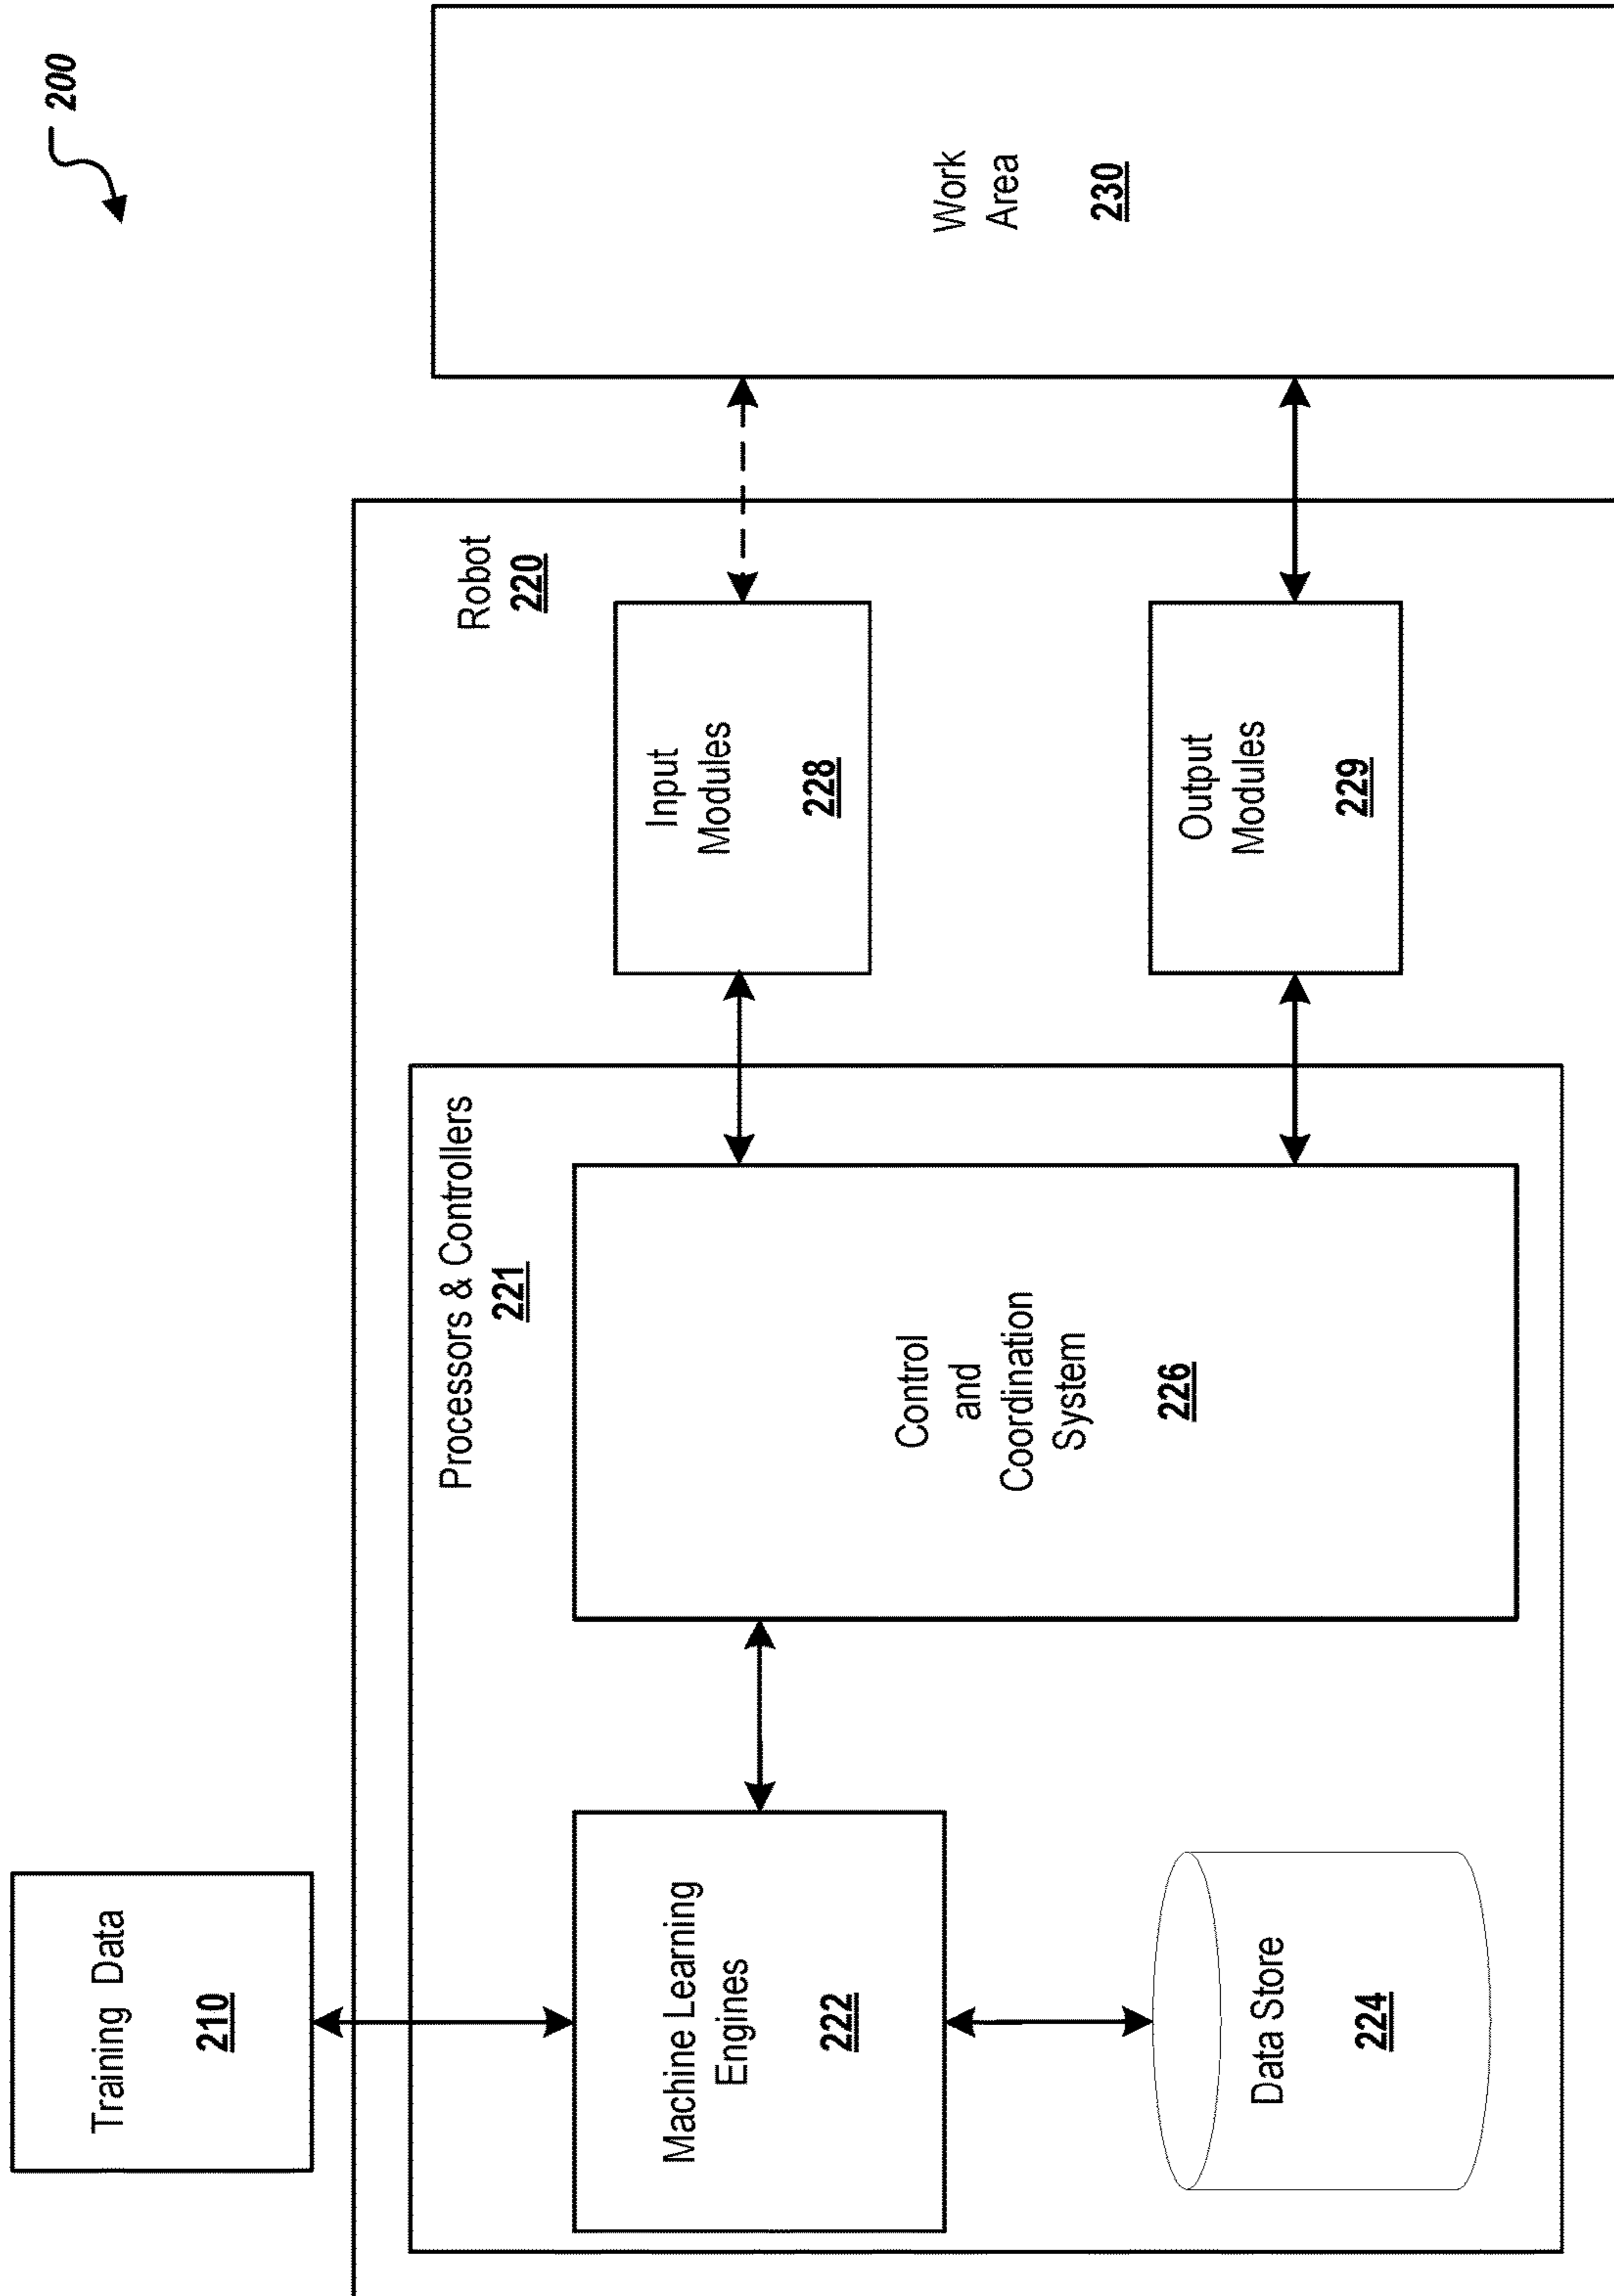 200
Training Data
210
Robot
220
Processors & Controllers
221
Machine Learning
Engines
222
Data Store
224
Control
and
Coordination
System
226
Input
Modules
228
Output
Modules
229
Work
Area
230